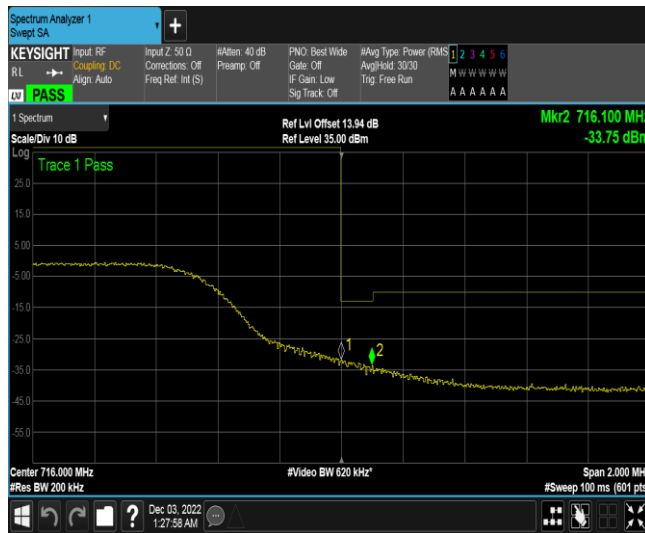 Spectrum Analyzer 1
Swept SA
KEYSIGHT
RL
PASS
Input: RF
Coupling: DC
Align: Auto
Input Z: 50 Ω
Corrections: Off
Freq Ref: Int (S)
#Atten: 40 dB
Preamp: Off
PNO: Best Wide
Gate: Off
IF Gain: Low
Sig Track: Off
#Avg Type: Power (RMS
Avg|Hold: 30/30
Trig: Free Run
1 2 3 4 5 6
M W W W W W
A A A A A A
1 Spectrum
Scale/Div 10 dB
Ref Lvl Offset 13.94 dB
Ref Level 35.00 dBm
Mkr2 716.100 MHz
-33.75 dBm
Log
Trace 1 Pass
25.0
15.0
5.00
-5.00
-15.0
-25.0
-35.0
-45.0
-55.0
1
2
Center 716.000 MHz
#Res BW 200 kHz
#Video BW 620 kHz*
Span 2.000 MH
#Sweep 100 ms (601 pts
?
Dec 03, 2022
1:27:58 AM